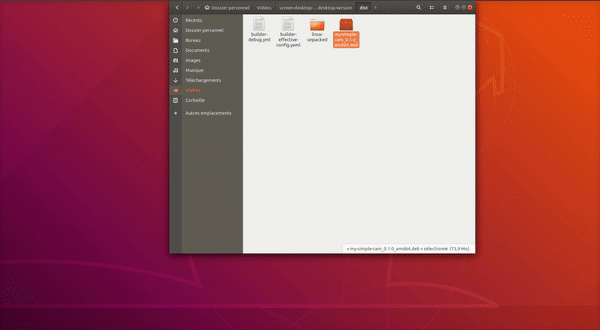 Dossier personnel
Vidéos
screen-desktop-...desktop-version
dist
Récents
Dossier personnel
Bureau
Documents
Images
Musique
Téléchargements
Vidéos
Corbeille
Autres emplacements
builder-
debug.yml
builder-
effective-
config.yaml
linux-
unpacked
my-simple-
cam_0.1.0_
amd64.deb
« my-simple-cam_0.1.0_amd64.deb » sélectionné (73,9 Mo)